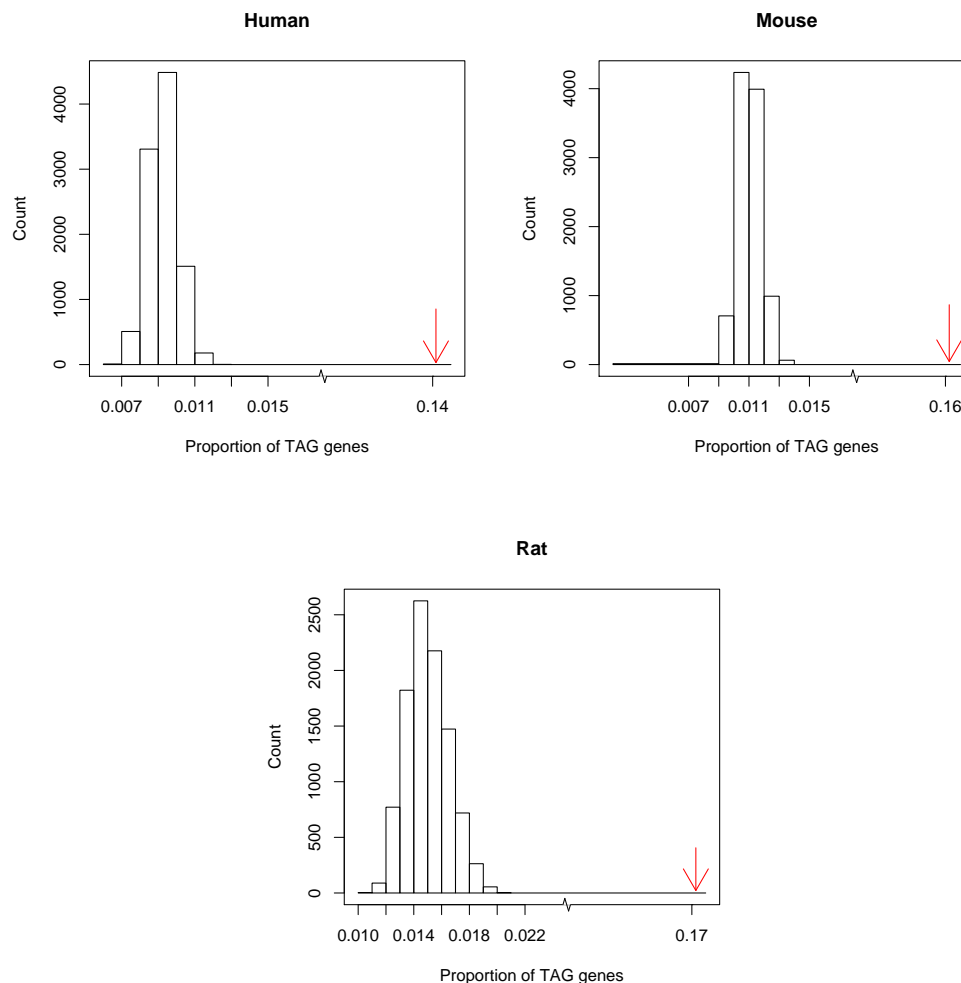 Human
Count
0
1000
2000
3000
4000
0.007 0.011 0.015 0.14
Proportion of TAG genes
Mouse
Count
0
1000
2000
3000
4000
0.007 0.011 0.015 0.16
Proportion of TAG genes
Rat
Count
0
500
1000
1500
2000
2500
0.010 0.014 0.018 0.022 0.17
Proportion of TAG genes